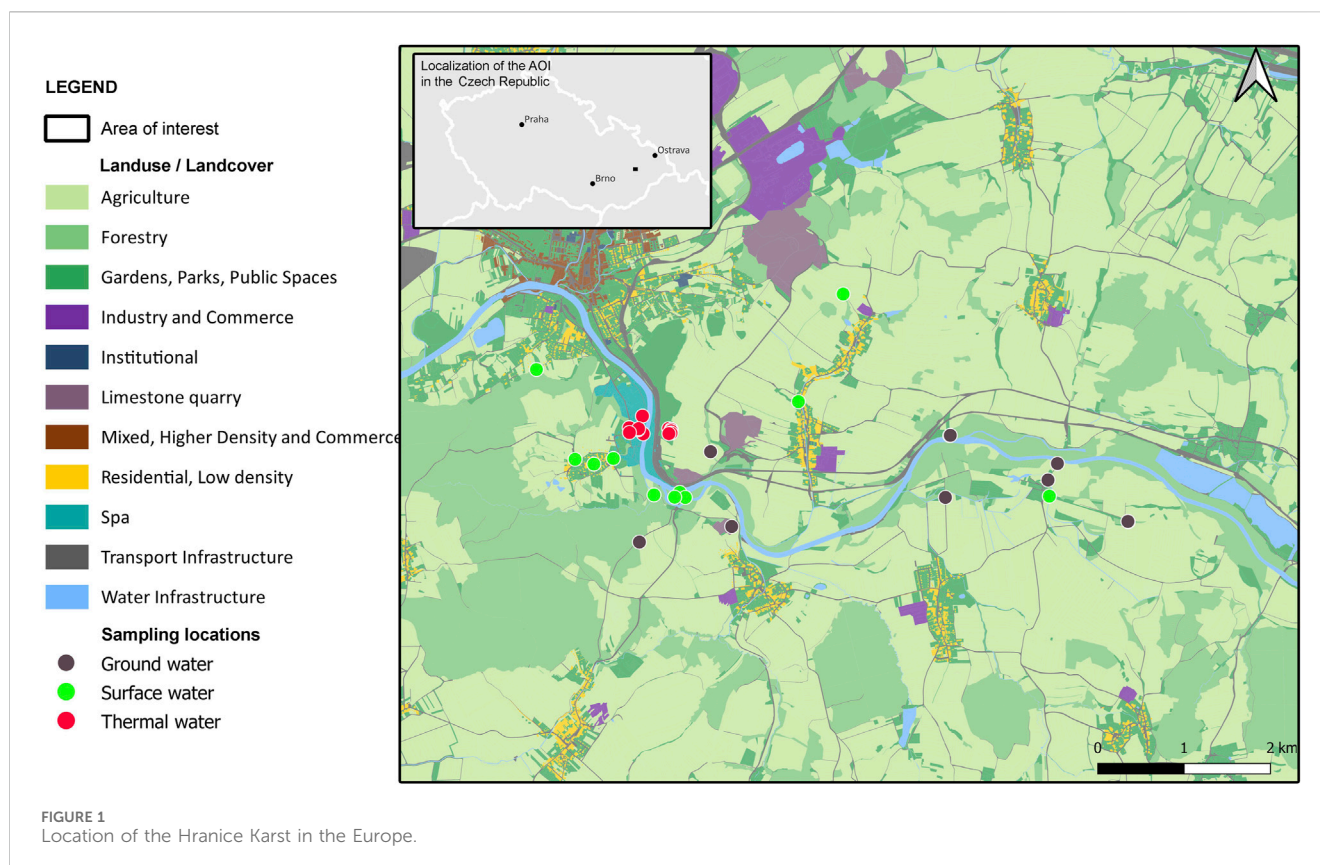 LEGEND
Area of interest
Landuse / Landcover
Agriculture
Forestry
Gardens, Parks, Public Spaces
Industry and Commerce
Institutional
Limestone quarry
Mixed, Higher Density and Commerce
Residential, Low density
Spa
Transport Infrastructure
Water Infrastructure
Sampling locations
Ground water
Surface water
Thermal water
Localization of the AOI
in the Czech Republic
Praha
Ostrava
Brno
0 1 2 km
FIGURE 1
Location of the Hranice Karst in the Europe.